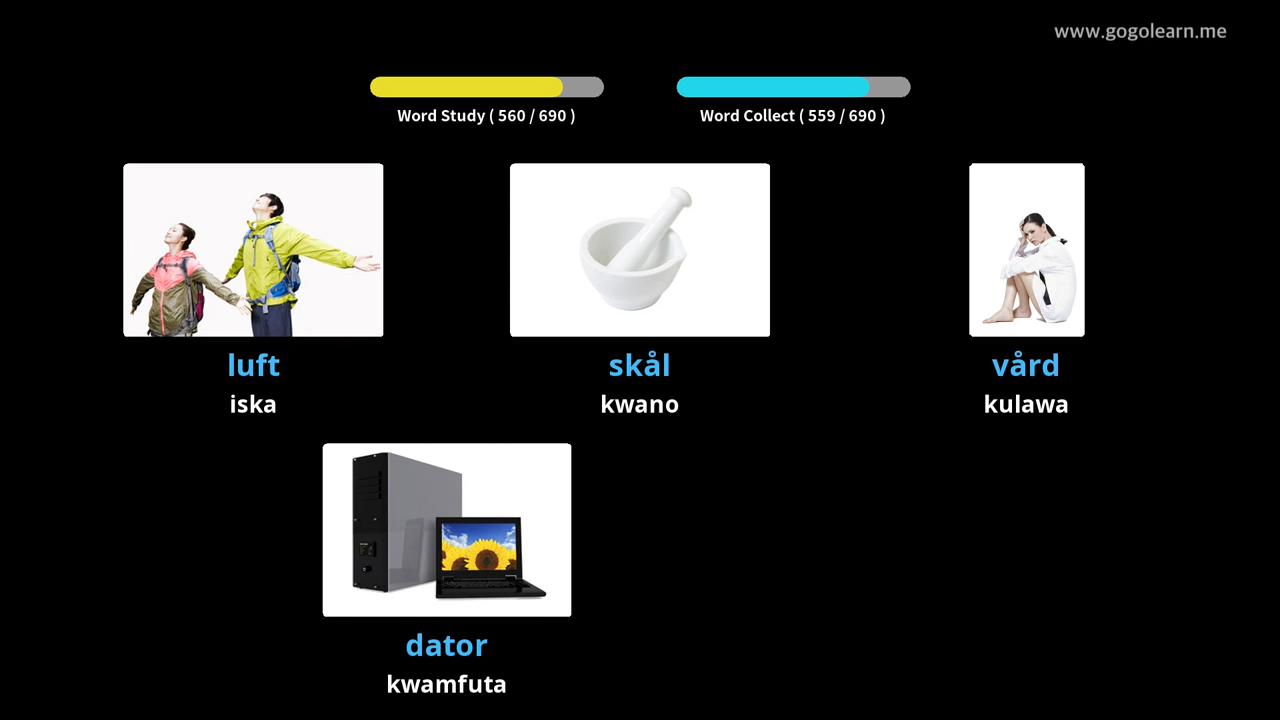 www.gogolearn.me
Word Study ( 560 / 690 )
Word Collect ( 559 / 690 )
luft
iska
skål
kwano
vård
kulawa
dator
kwamfuta